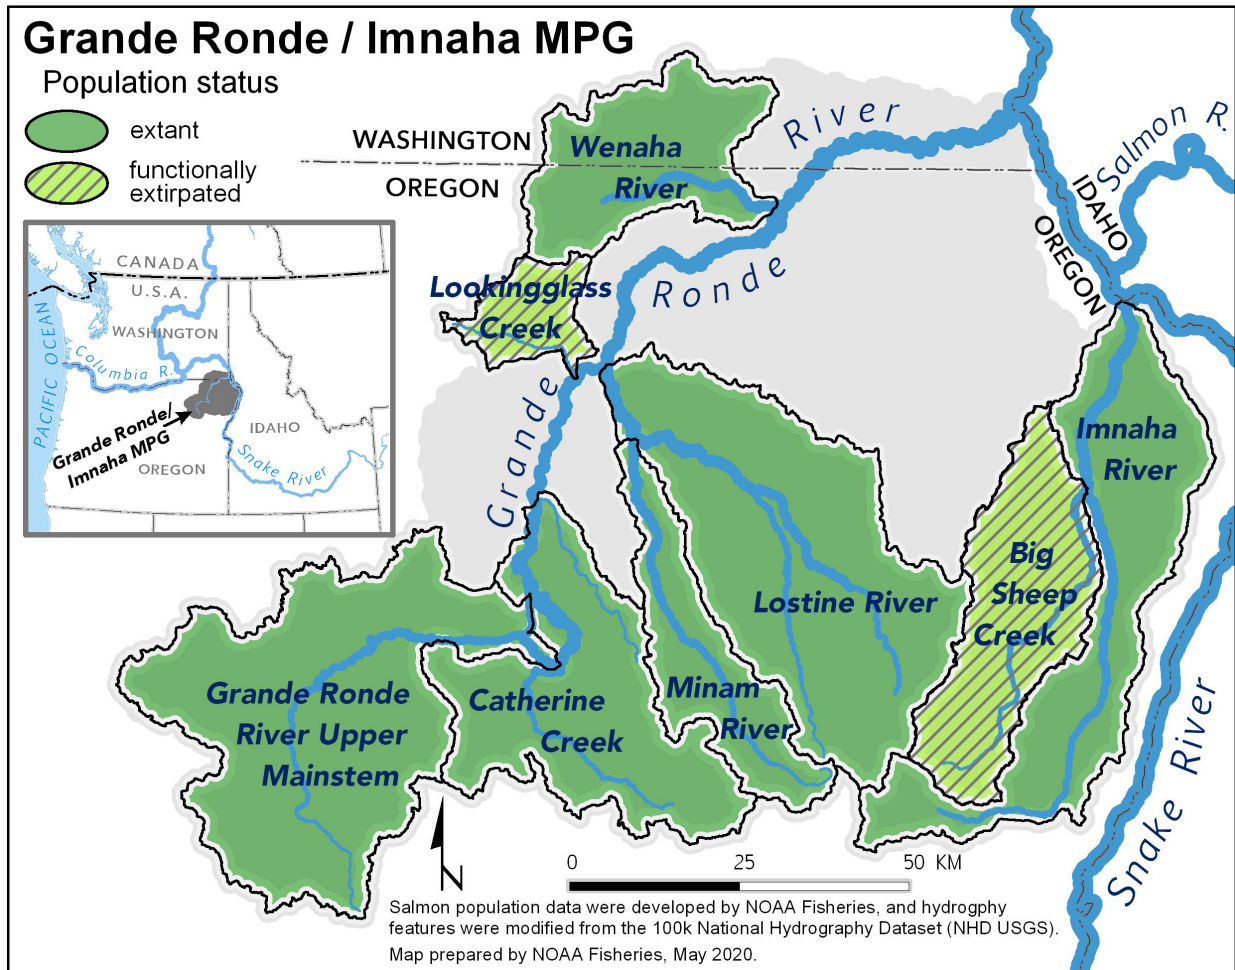 Grande Ronde / Imnaha MPG
Population status
extant
functionally
extirpated
WASHINGTON
OREGON
Wenaha
River
River
Ronde
Grande
Salmon R.
IDAHO
OREGON
Lookingglass
Creek
CANADA
U.S.A.
WASHINGTON
PACIFIC OCEAN
Columbia R.
Grande Ronde/
Imnaha MPG
IDAHO
OREGON
Snake River
Imnaha
River
Big
Sheep
Creek
Lostine River
Minam
River
Catherine
Creek
Grande Ronde
River Upper
Mainstem
Snake River
N
0 25 50 KM
Salmon population data were developed by NOAA Fisheries, and hydrogphy
features were modified from the 100k National Hydrography Dataset (NHD USGS).
Map prepared by NOAA Fisheries, May 2020.